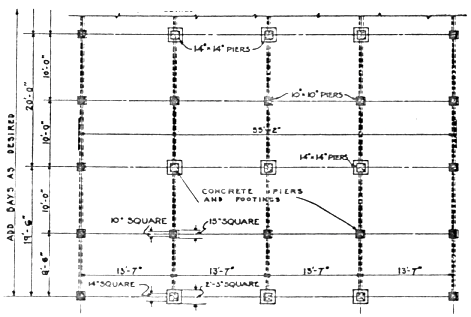 14"×14" PIERS
10"×10" PIERS
10'-0"
20'-0"
10'-0"
55'-2"
14"×14" PIERS
ADD BAYS AS DESIRED
CONCRETE PIERS
AND FOOTINGS
10'-0"
10" SQUARE
15" SQUARE
19'-6"
13'-7"
13'-7"
13'-7"
13'-7"
14" SQUARE
2'-3" SQUARE